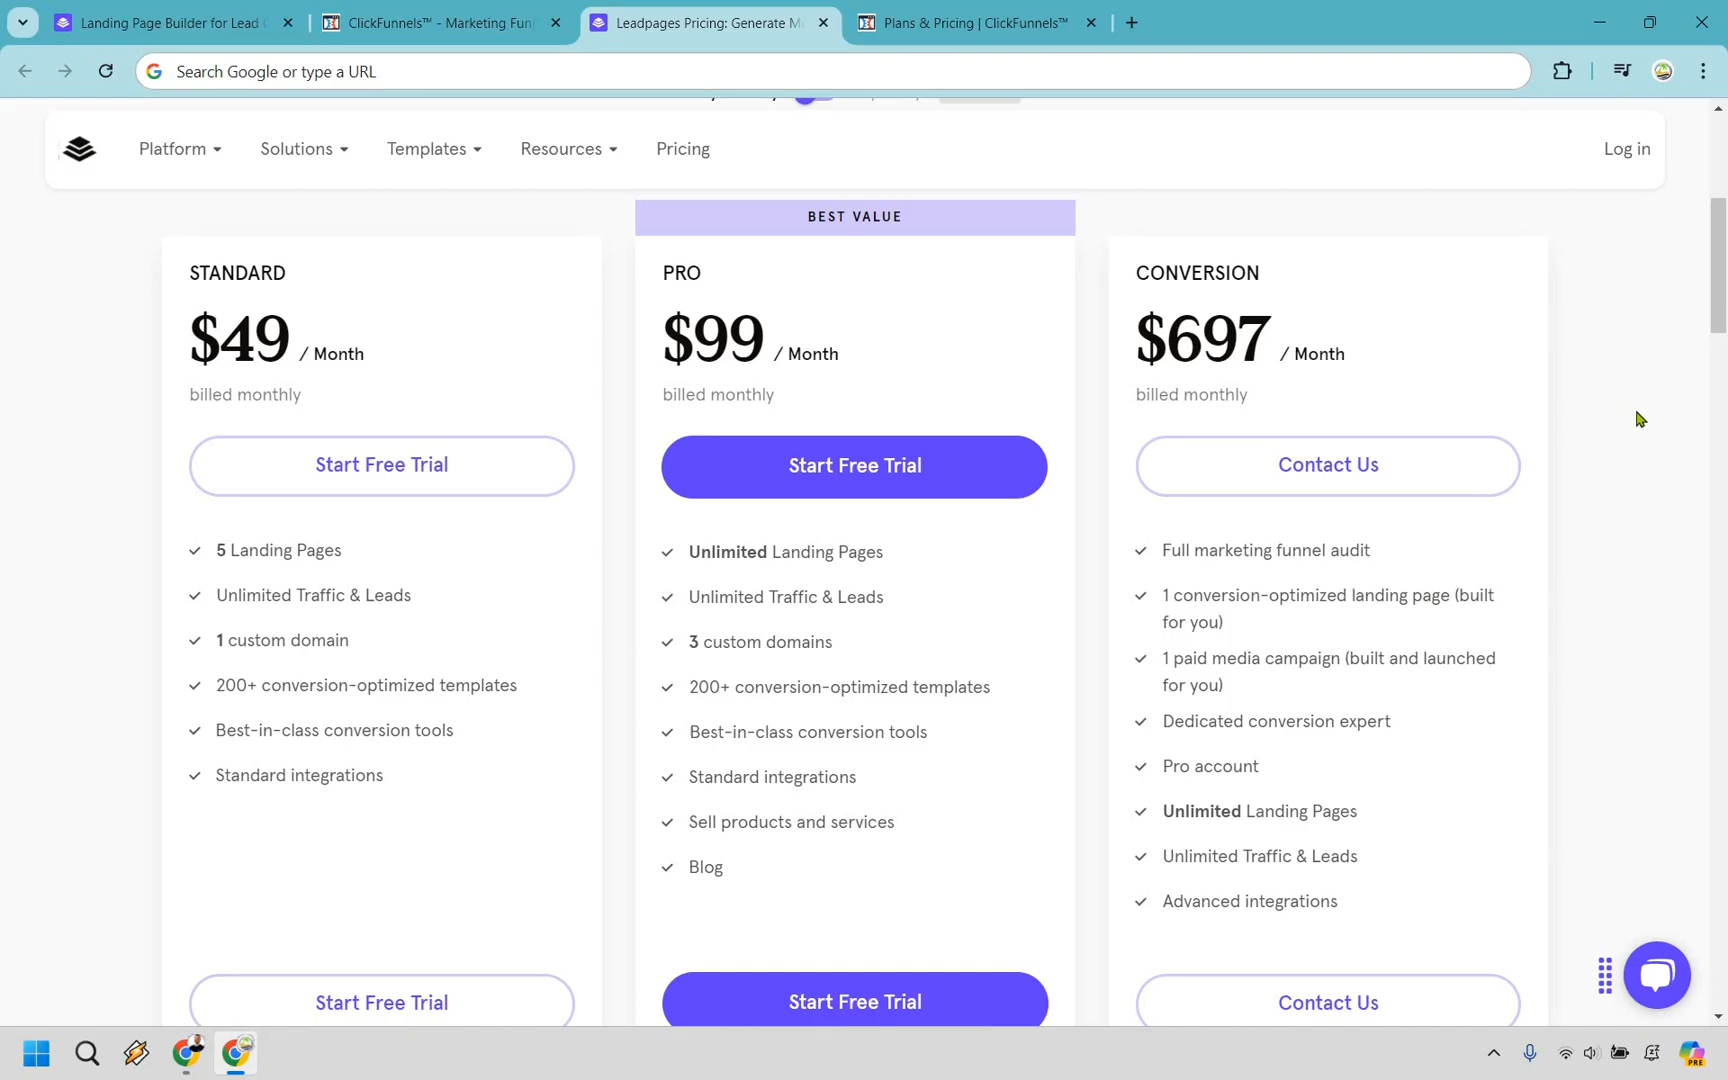 Landing Page Builder for Lead
ClickFunnels™ - Marketing Fun
Leadpages Pricing: Generate M
Plans & Pricing | ClickFunnels™
Search Google or type a URL
Platform
Solutions
Templates
Resources
Pricing
Log in
BEST VALUE
STANDARD
$49 / Month
billed monthly
Start Free Trial
5 Landing Pages
Unlimited Traffic & Leads
1 custom domain
200+ conversion-optimized templates
Best-in-class conversion tools
Standard integrations
Start Free Trial
PRO
$99 / Month
billed monthly
Start Free Trial
Unlimited Landing Pages
Unlimited Traffic & Leads
3 custom domains
200+ conversion-optimized templates
Best-in-class conversion tools
Standard integrations
Sell products and services
Blog
Start Free Trial
CONVERSION
$697 / Month
billed monthly
Contact Us
Full marketing funnel audit
1 conversion-optimized landing page (built
for you)
1 paid media campaign (built and launched
for you)
Dedicated conversion expert
Pro account
Unlimited Landing Pages
Unlimited Traffic & Leads
Advanced integrations
Contact Us
PRE